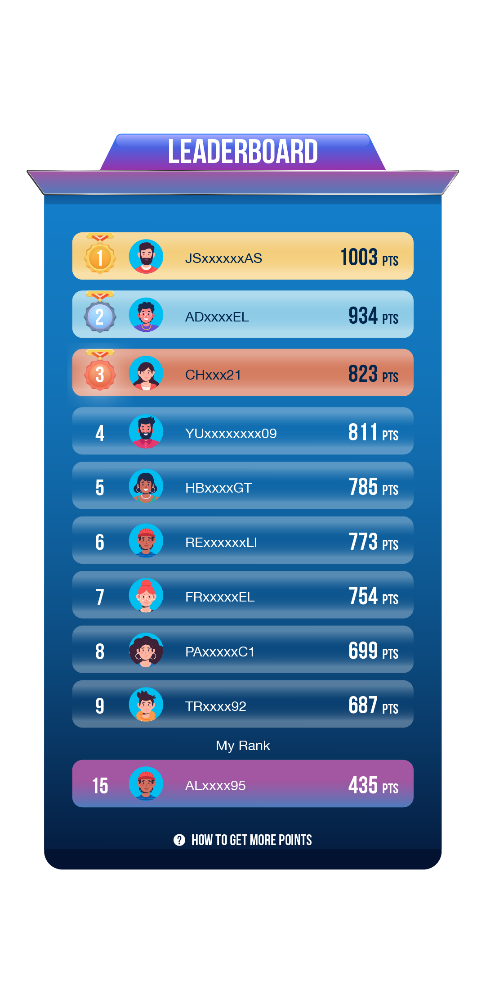 LEADERBOARD
1 JSxxxxxxAS 1003 PTS
2 ADxxxxEL 934 PTS
3 CHxxx21 823 PTS
4 YUxxxxxxxx09 811 PTS
5 HBxxxxGT 785 PTS
6 RExxxxxxLI 773 PTS
7 FRxxxxxEL 754 PTS
8 PAxxxxxC1 699 PTS
9 TRxxxx92 687 PTS
My Rank
15 ALxxxx95 435 PTS
? HOW TO GET MORE POINTS